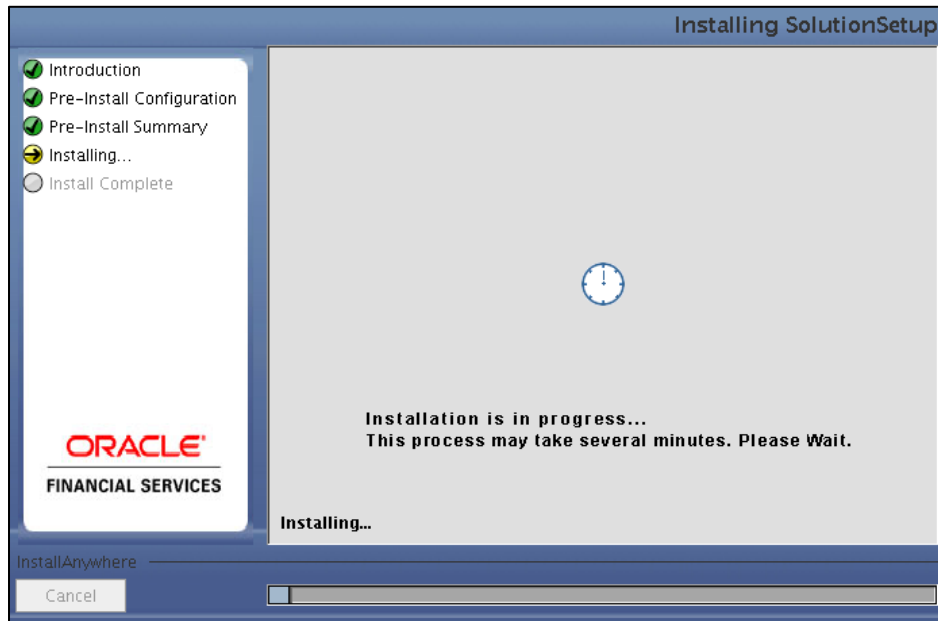 Installing SolutionSetup
Introduction
Pre-Install Configuration
Pre-Install Summary
Installing...
Install Complete
Installation is in progress...
This process may take several minutes. Please Wait.
ORACLE
FINANCIAL SERVICES
Installing...
InstallAnywhere
Cancel